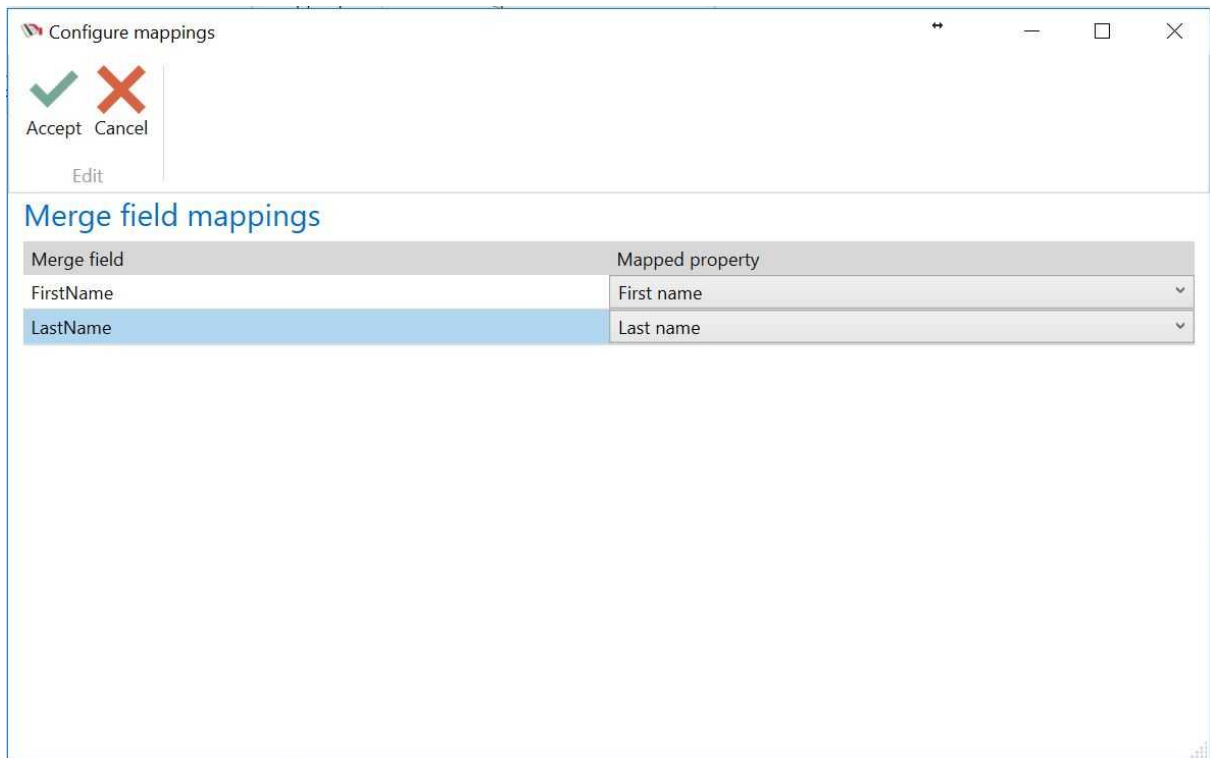 Configure mappings
Accept Cancel
Edit
Merge field mappings
Merge field Mapped property
FirstName First name
LastName Last name